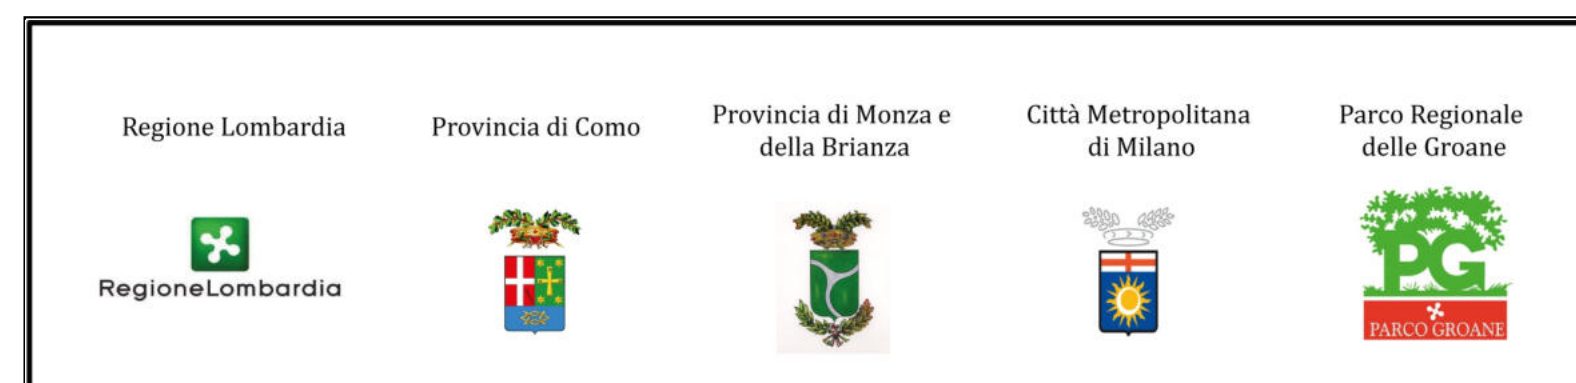 Regione Lombardia
Provincia di Como
Provincia di Monza e
della Brianza
Città Metropolitana
di Milano
Parco Regionale
delle Groane
RegioneLombardia
PG
PARCO GROANE